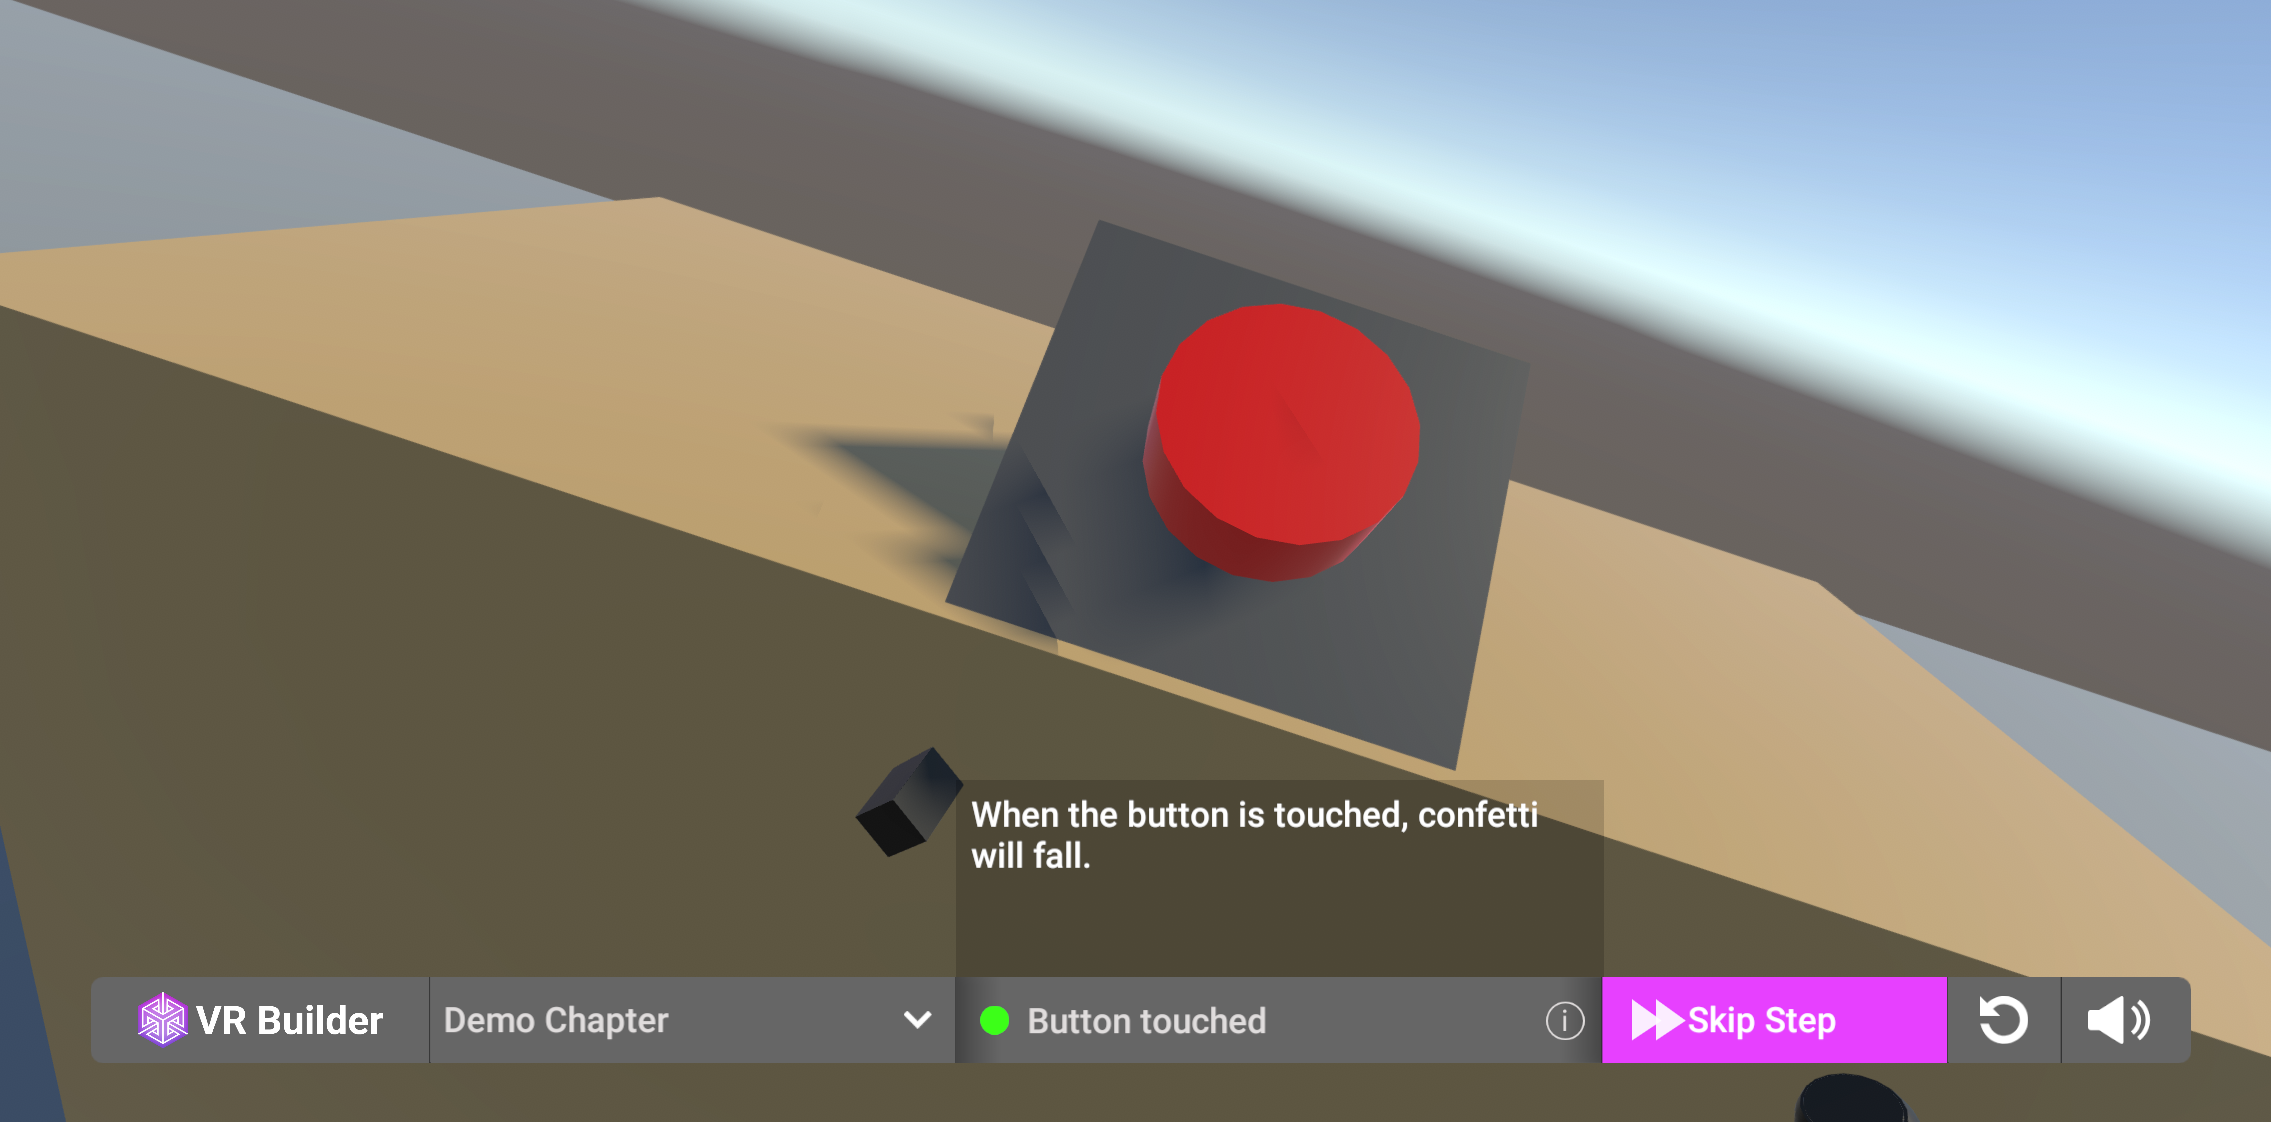 When the button is touched, confetti
will fall.
VR Builder
Demo Chapter
Button touched
Skip Step